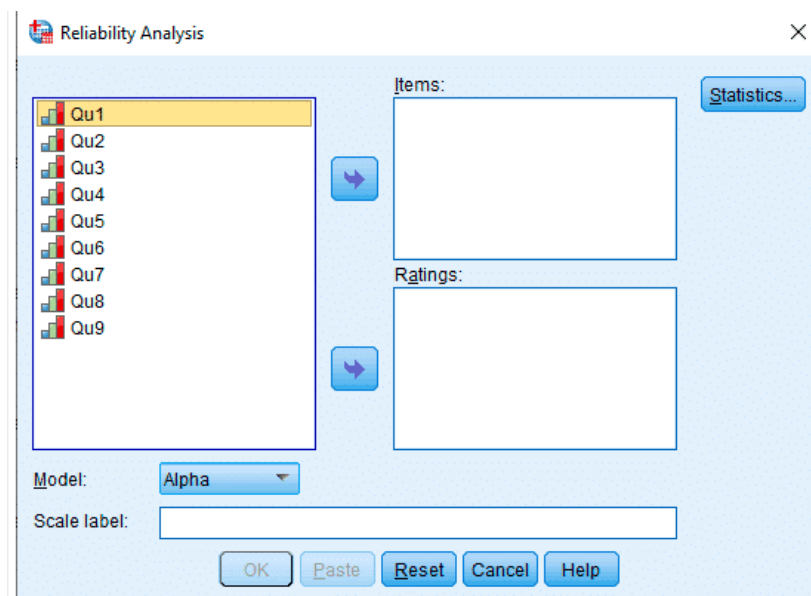 Reliability Analysis
Items:
Statistics...
Qu1
Qu2
Qu3
Qu4
Qu5
Qu6
Qu7
Qu8
Qu9
Ratings:
Model: Alpha
Scale label:
OK Paste Reset Cancel Help